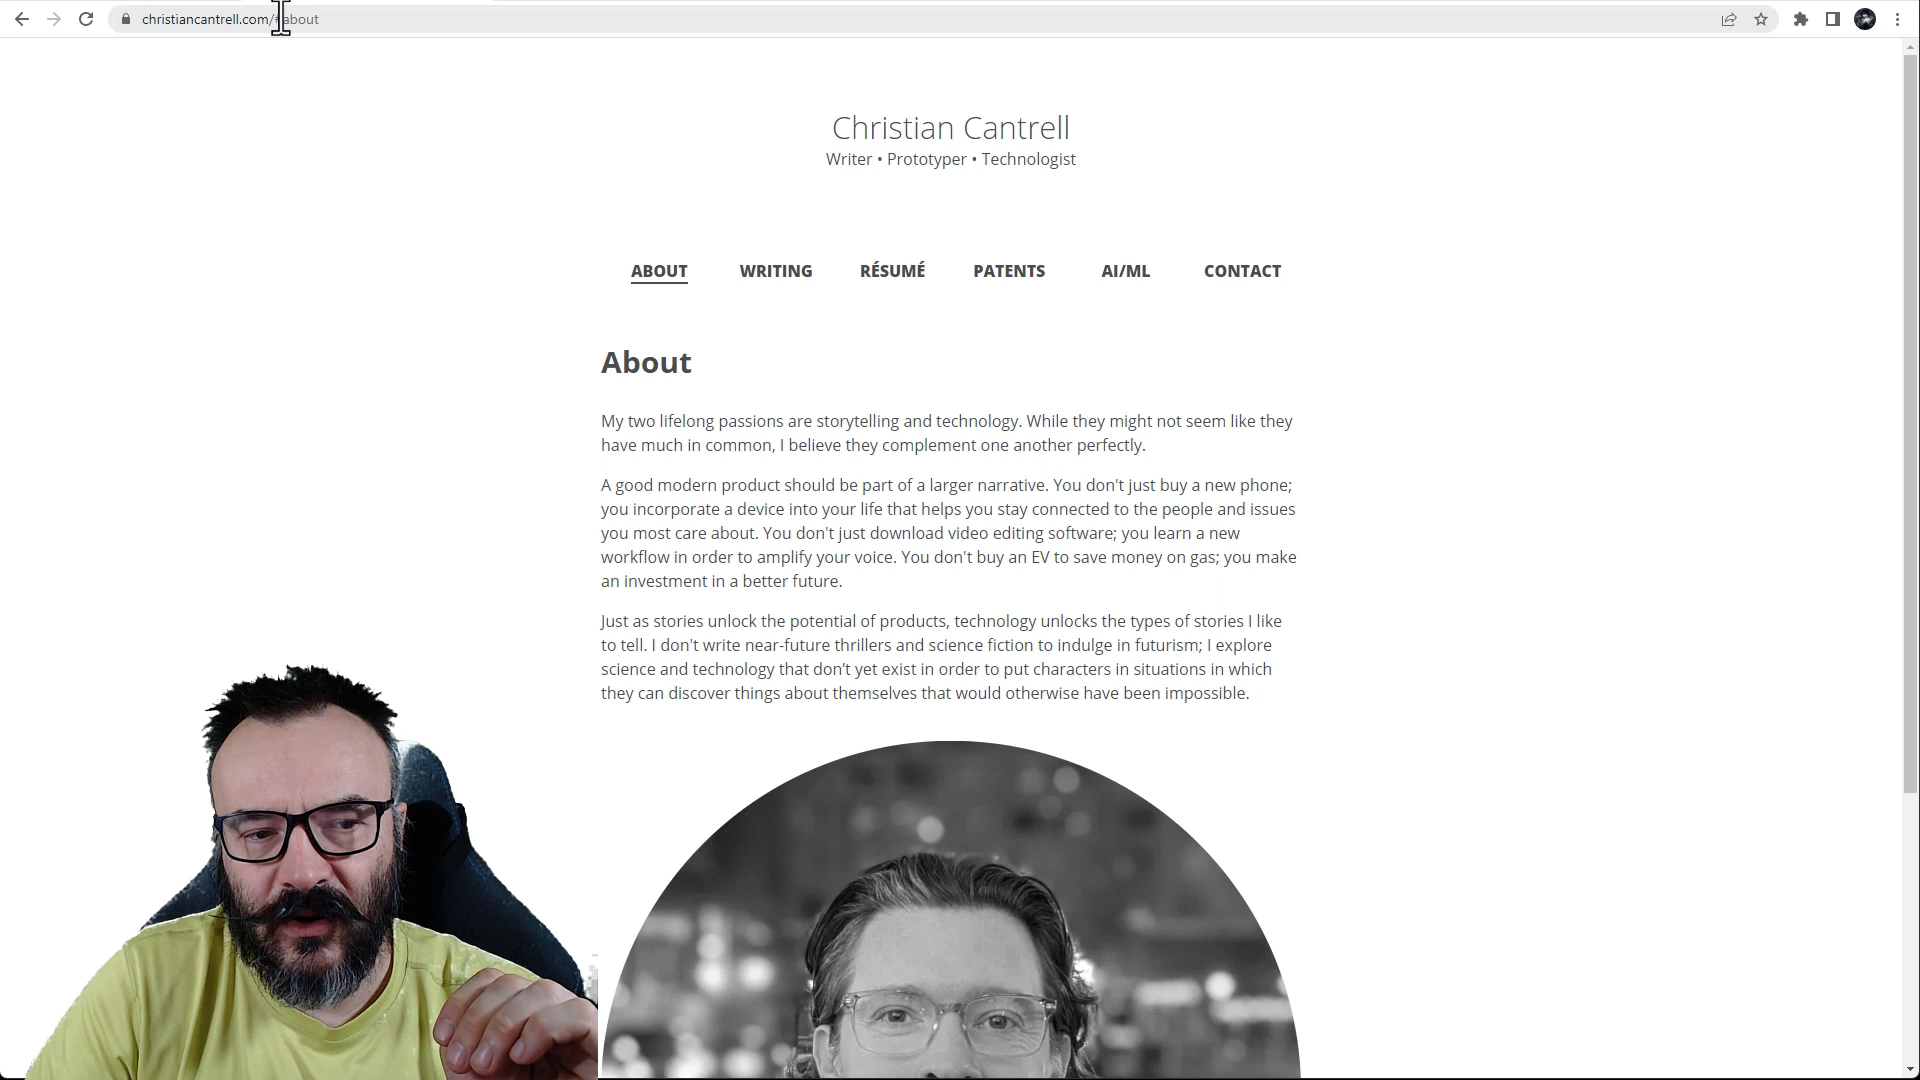 christiancantrell.com/#about
Christian Cantrell
Writer • Prototyper • Technologist
ABOUT WRITING RÉSUMÉ PATENTS AI/ML CONTACT
About
My two lifelong passions are storytelling and technology. While they might not seem like they
have much in common, I believe they complement one another perfectly.
A good modern product should be part of a larger narrative. You don't just buy a new phone;
you incorporate a device into your life that helps you stay connected to the people and issues
you most care about. You don't just download video editing software; you learn a new
workflow in order to amplify your voice. You don't buy an EV to save money on gas; you make
an investment in a better future.
Just as stories unlock the potential of products, technology unlocks the types of stories I like
to tell. I don't write near-future thrillers and science fiction to indulge in futurism; I explore
science and technology that don’t yet exist in order to put characters in situations in which
they can discover things about themselves that would otherwise have been impossible.